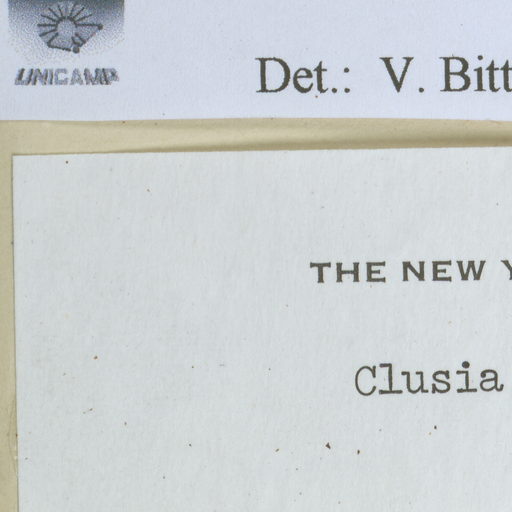 UNICAMP
Det.: V. Bitt
THE NEW
Clusia